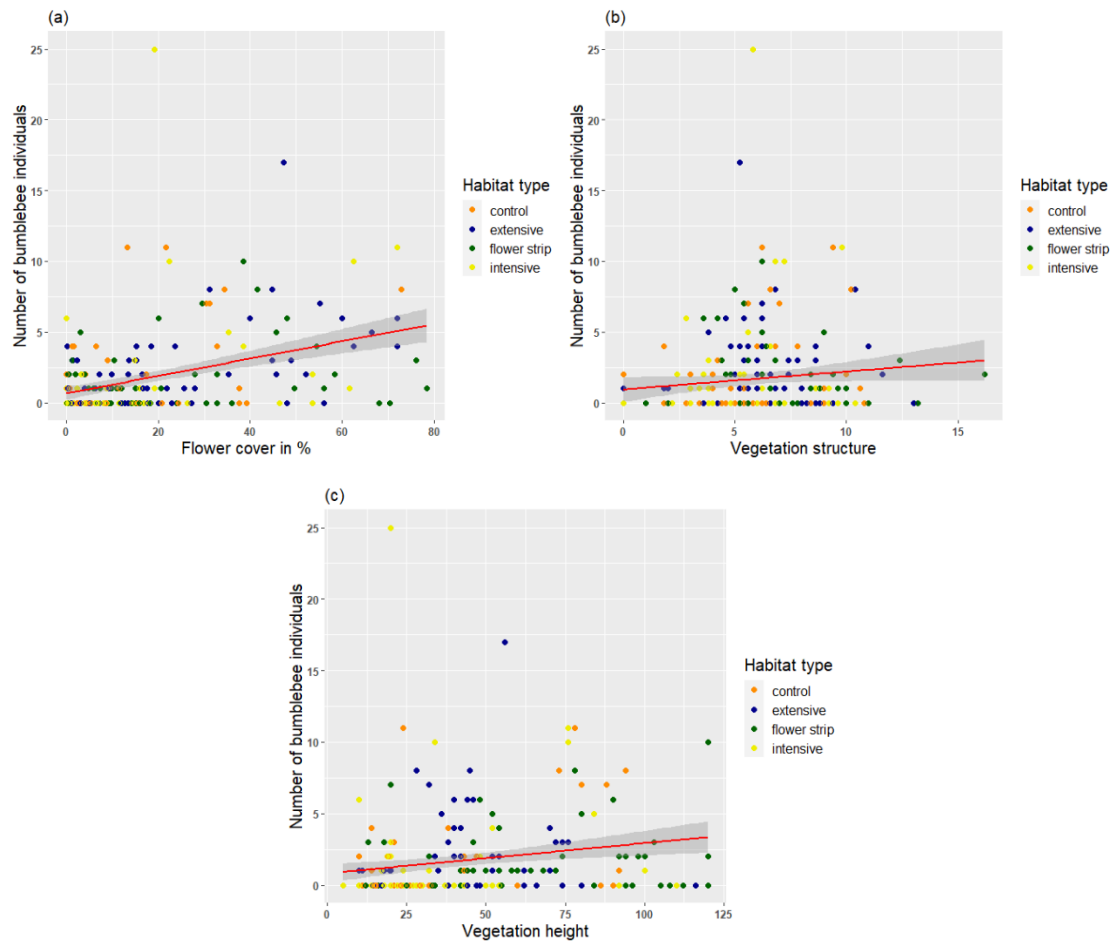 (a)
Number of bumblebee individuals
25
20
15
10
5
0
0 20 40 60 80
Flower cover in %
Habitat type
control
extensive
flower strip
intensive
(b)
Number of bumblebee individuals
25
20
15
10
5
0
0 5 10 15
Vegetation structure
Habitat type
control
extensive
flower strip
intensive
(c)
Number of bumblebee individuals
25
20
15
10
5
0
0 25 50 75 100 125
Vegetation height
Habitat type
control
extensive
flower strip
intensive